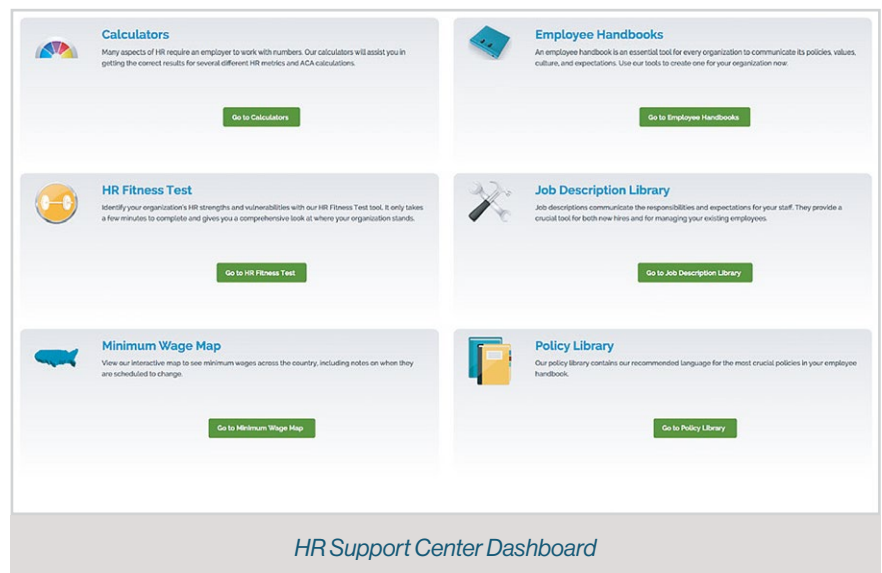 Calculators
Many aspects of HR require an employer to work with numbers. Our calculators will assist you in
getting the correct results for several different HR metrics and ACA calculations.
Go to Calculators
Employee Handbooks
An employee handbook is an essential tool for every organization to communicate its policies, values,
culture, and expectations. Use our tools to create one for your organization now.
Go to Employee Handbooks
HR Fitness Test
Identify your organization's HR strengths and vulnerabilities with our HR Fitness Test tool. It only takes
a few minutes to complete and gives you a comprehensive look at where your organization stands.
Go to HR Fitness Test
Job Description Library
Job descriptions communicate the responsibilities and expectations for your staff. They provide a
crucial tool for both new hires and for managing your existing employees.
Go to Job Description Library
Minimum Wage Map
View our interactive map to see minimum wages across the country, including notes on when they
are scheduled to change.
Go to Minimum Wage Map
Policy Library
Our policy library contains our recommended language for the most crucial policies in your employee
handbook.
Go to Policy Library
HR Support Center Dashboard